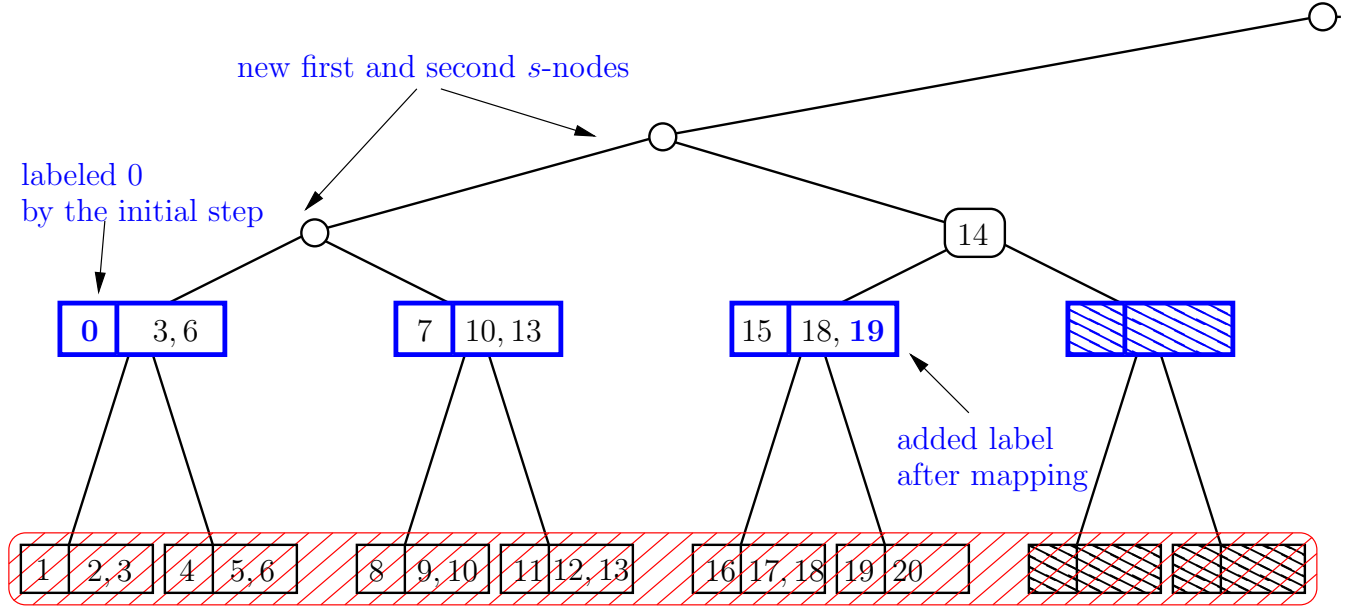 new first and second s-nodes
labeled 0
by the initial step
14
0 3, 6 7 10, 13 15 18, 19
added label
after mapping
1 2, 3 4 5, 6 8 9, 10 11 12, 13 16 17, 18 19 20